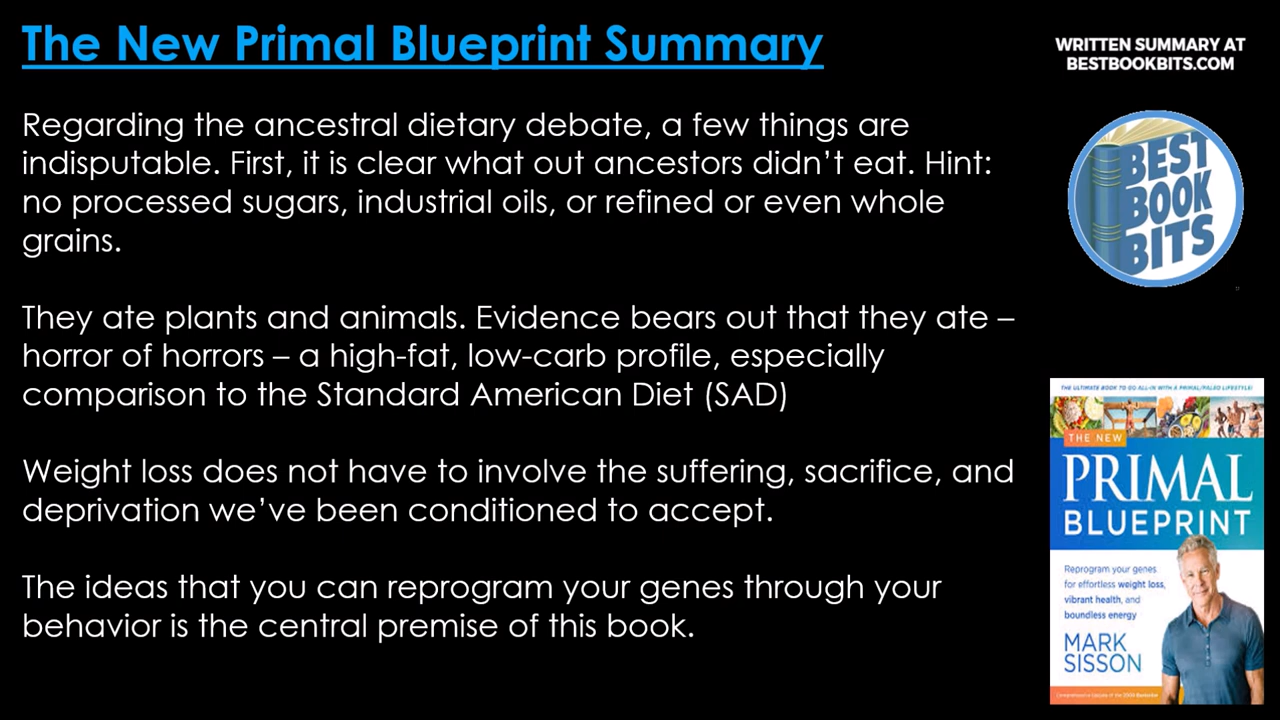 The New Primal Blueprint Summary
WRITTEN SUMMARY AT
BESTBOOKBITS.COM
Regarding the ancestral dietary debate, a few things are
indisputable. First, it is clear what out ancestors didn’t eat. Hint:
no processed sugars, industrial oils, or refined or even whole
grains.
They ate plants and animals. Evidence bears out that they ate –
horror of horrors – a high-fat, low-carb profile, especially
comparison to the Standard American Diet (SAD)
Weight loss does not have to involve the suffering, sacrifice, and
deprivation we’ve been conditioned to accept.
The ideas that you can reprogram your genes through your
behavior is the central premise of this book.
BEST
BOOK
BITS
THE ULTIMATE BOOK TO GO ALL-IN WITH A PRIMAL/PALEO LIFESTYLE!
THE NEW
PRIMAL
BLUEPRINT
Reprogram your genes
for effortless weight loss,
vibrant health, and
boundless energy
MARK
SISSON